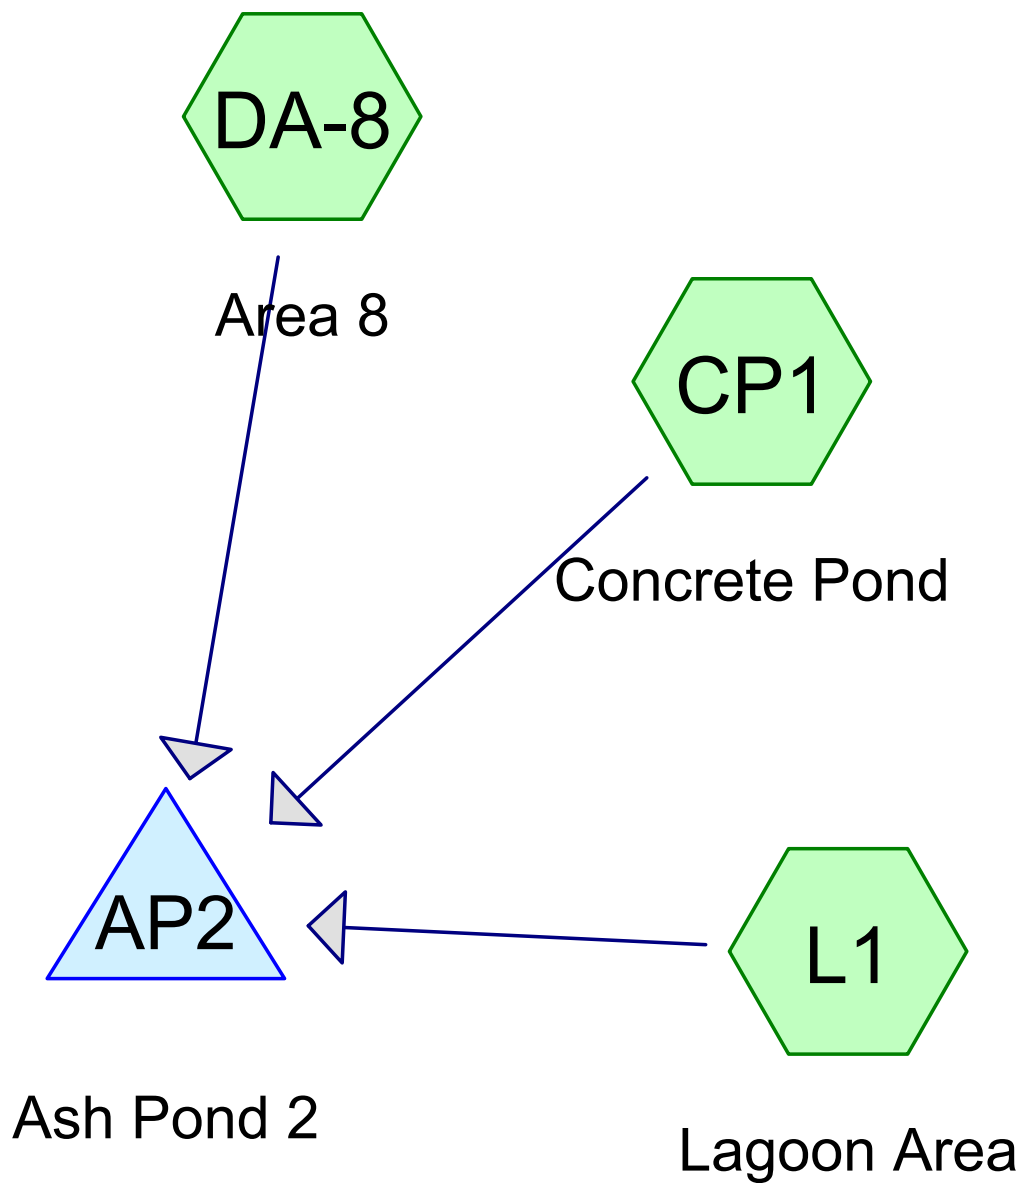 DA-8
Area 8
CP1
Concrete Pond
AP2
L1
Ash Pond 2
Lagoon Area